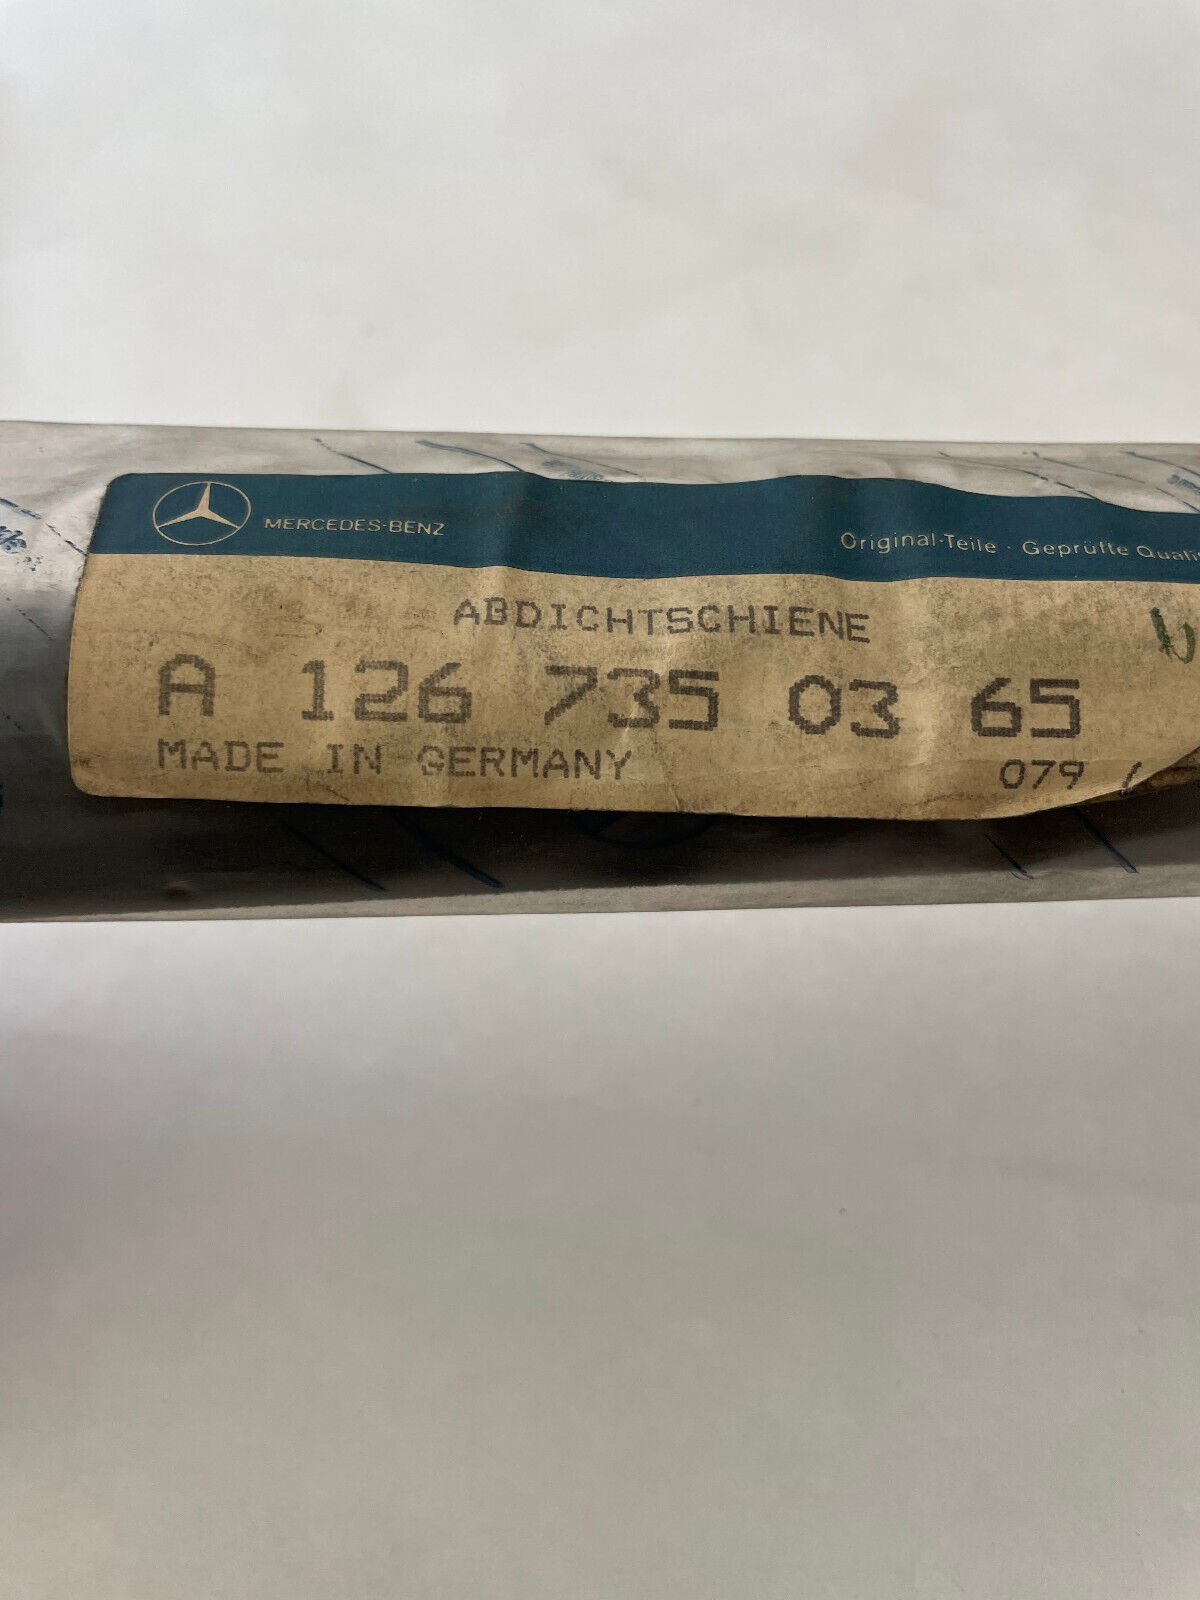 MERCEDES-BENZ
Original-Teile · Geprüfte
ABDICHTSCHIENE
A 126 735 03 65
MADE IN GERMANY
079 /